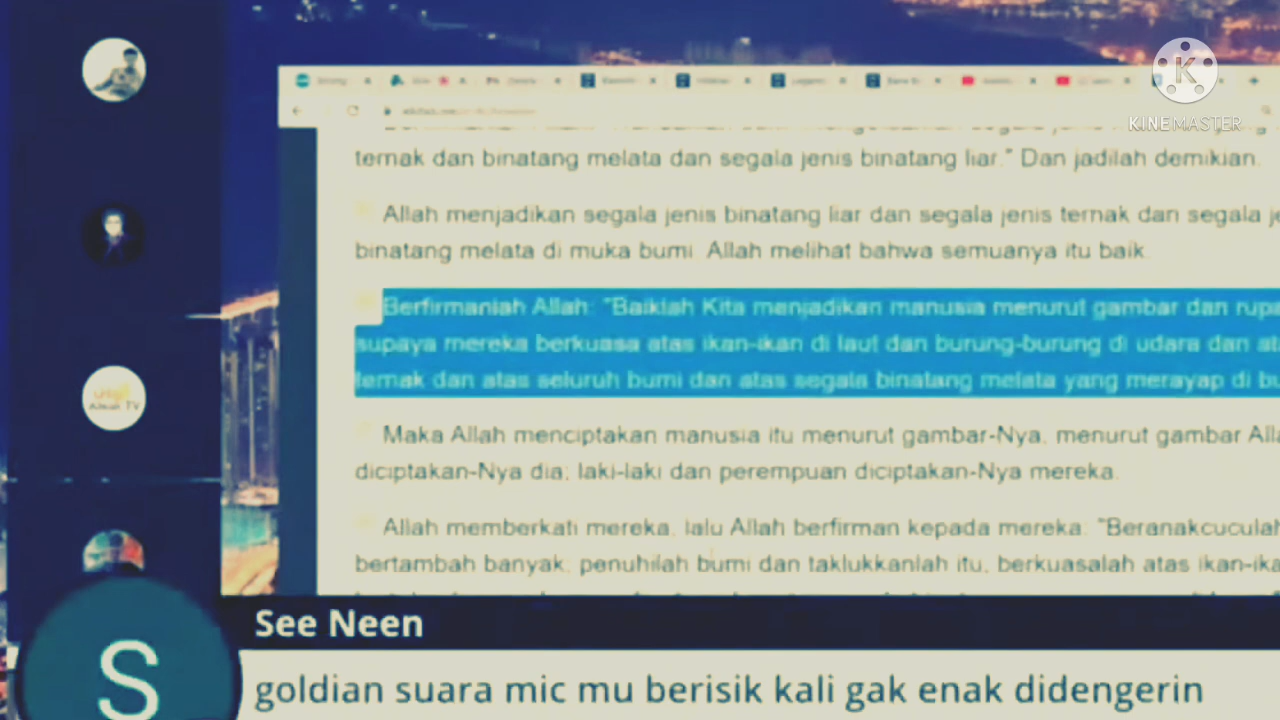 KINEMASTER
ternak dan binatang melata dan segala jenis binatang liar." Dan jadilah demikian.
Allah menjadikan segala jenis binatang liar dan segala jenis ternak dan segala
binatang melata di muka bumi. Allah melihat bahwa semuanya itu baik.
Berfirmanlah Allah: "Baiklah Kita menjadikan manusia menurut gambar dan
supaya mereka berkuasa atas ikan-ikan di laut dan burung-burung di udara dan
ternak dan atas seluruh bumi dan atas segala binatang melata yang merayap di
Maka Allah menciptakan manusia itu menurut gambar-Nya, menurut gambar
diciptakan-Nya dia; laki-laki dan perempuan diciptakan-Nya mereka.
Allah memberkati mereka, lalu Allah berfirman kepada mereka: "Beranakcuculah
bertambah banyak; penuhilah bumi dan taklukkanlah itu, berkuasalah atas
S
See Neen
goldian suara mic mu berisik kali gak enak didengerin